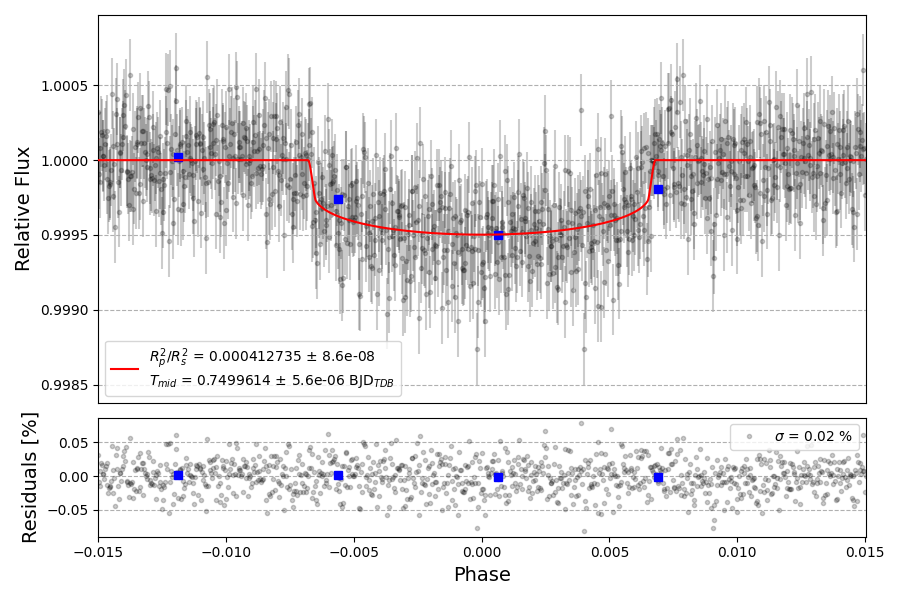 Relative Flux
1.0005
1.0000
0.9995
0.9990
0.9985
R_p^2/R_s^2 = 0.000412735 ± 8.6e-08
T_mid = 0.7499614 ± 5.6e-06 BJD_TDB
Residuals [%]
0.05
0.00
−0.05
σ = 0.02 %
−0.015 −0.010 −0.005 0.000 0.005 0.010 0.015
Phase